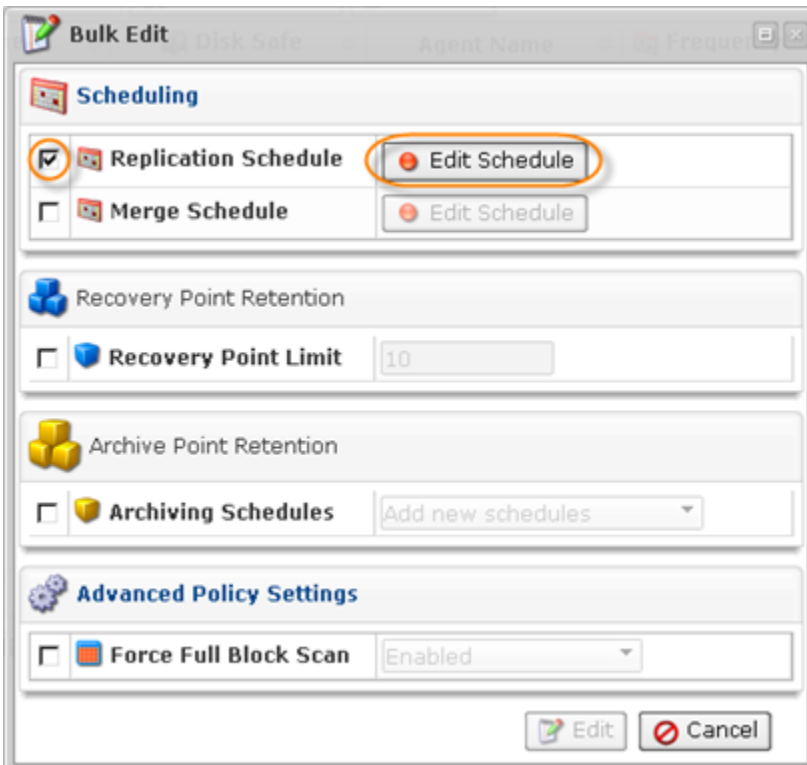 Bulk Edit
Disk Safe Agent Name Frequen
Scheduling
Replication Schedule Edit Schedule
Merge Schedule Edit Schedule
Recovery Point Retention
Recovery Point Limit 10
Archive Point Retention
Archiving Schedules Add new schedules
Advanced Policy Settings
Force Full Block Scan Enabled
Edit Cancel